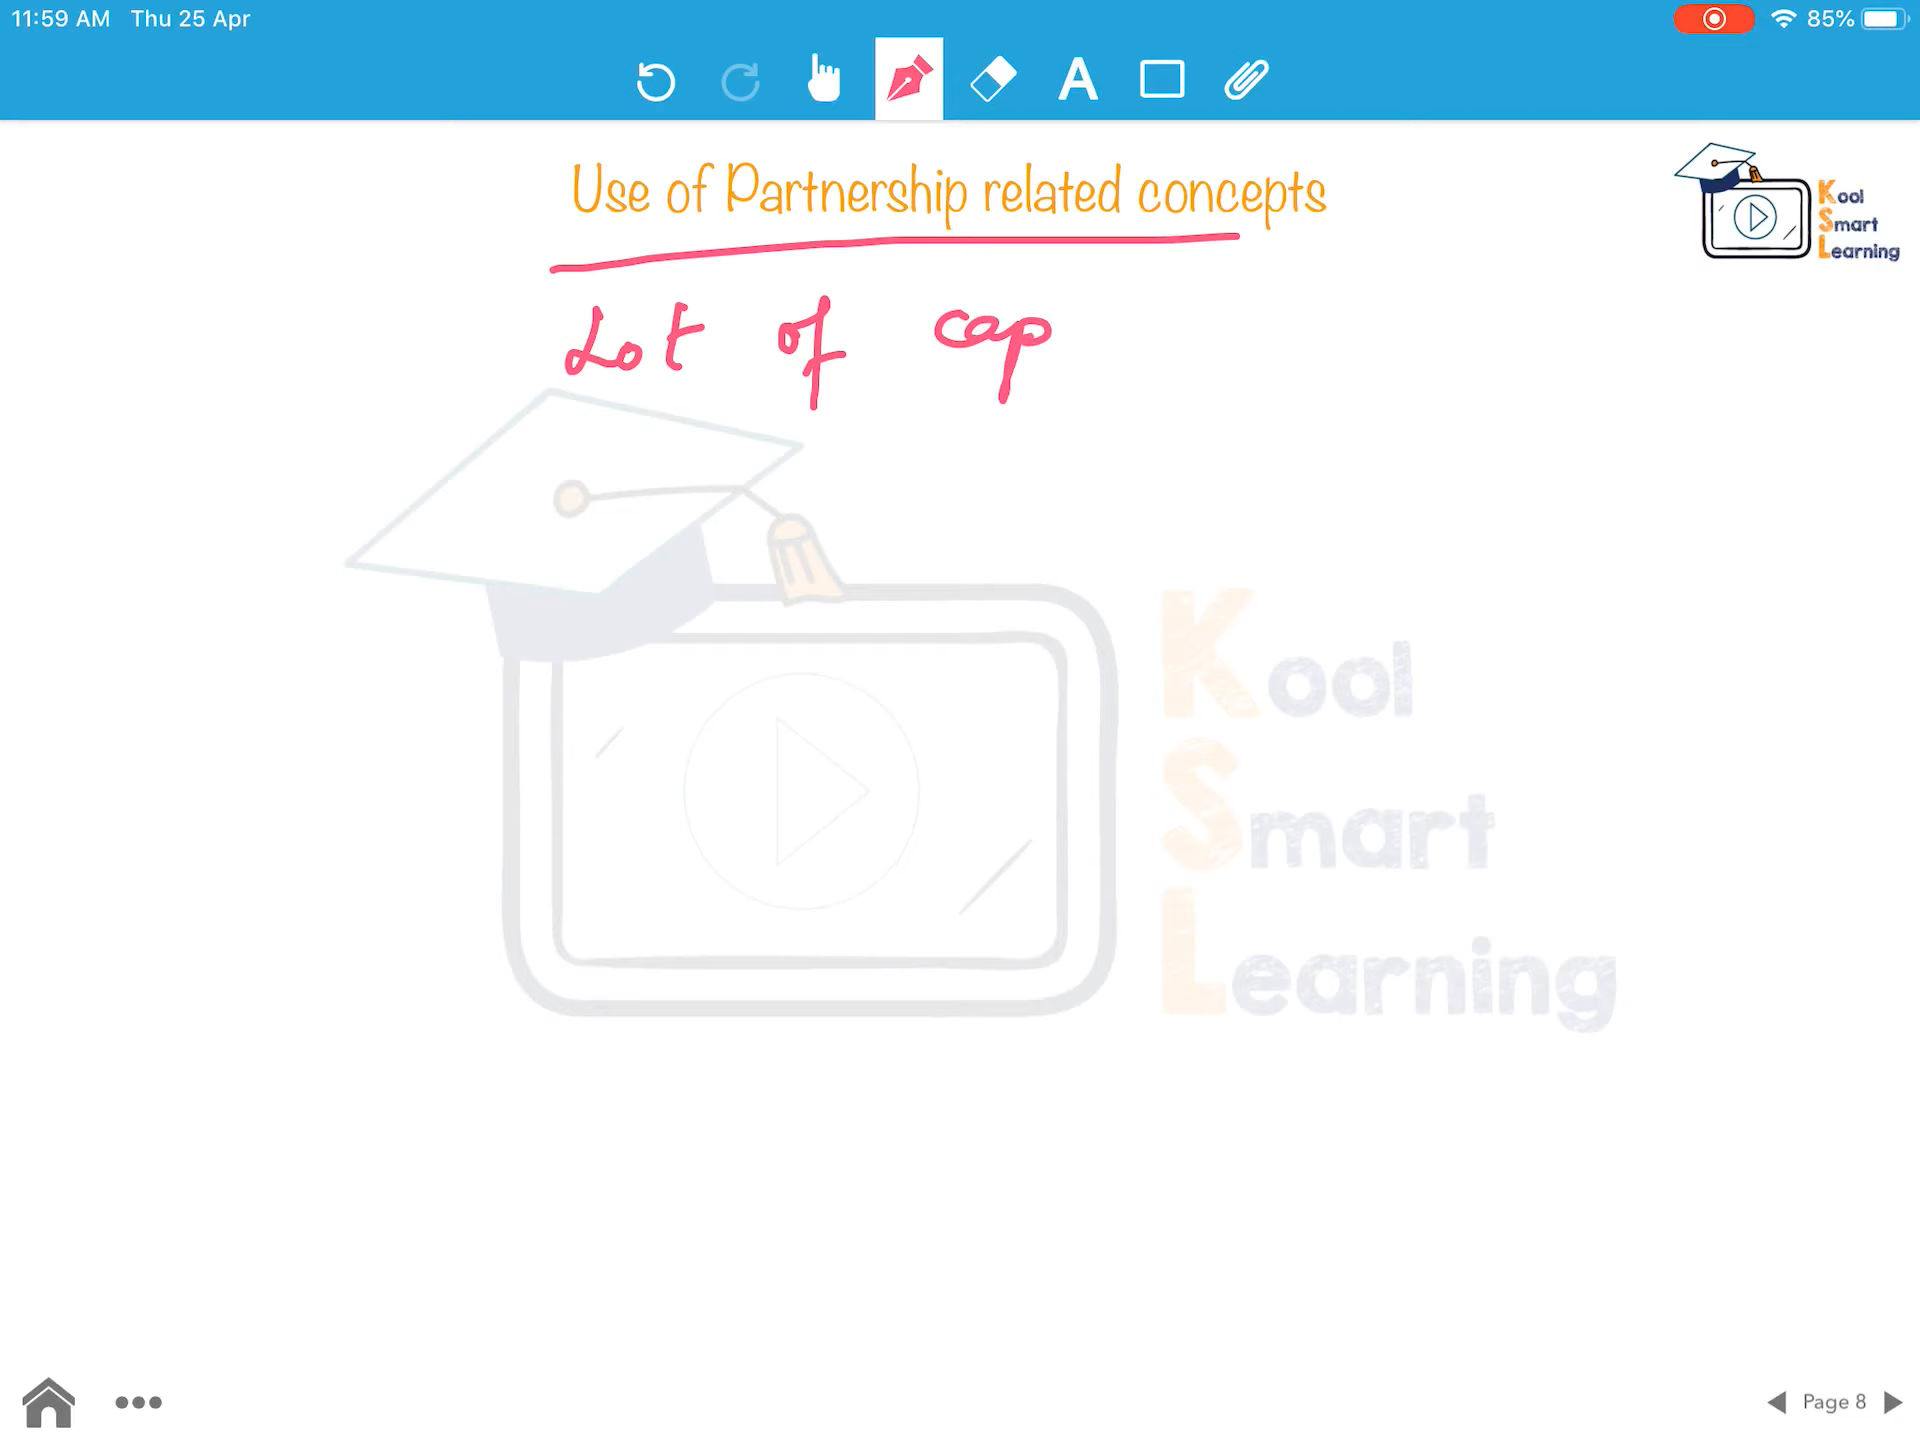 11:59 AM Thu 25 Apr
85%
A
Use of Partnership related concepts
Kool
Smart
Learning
Lot of cap
Kool
Smart
Learning
Page 8